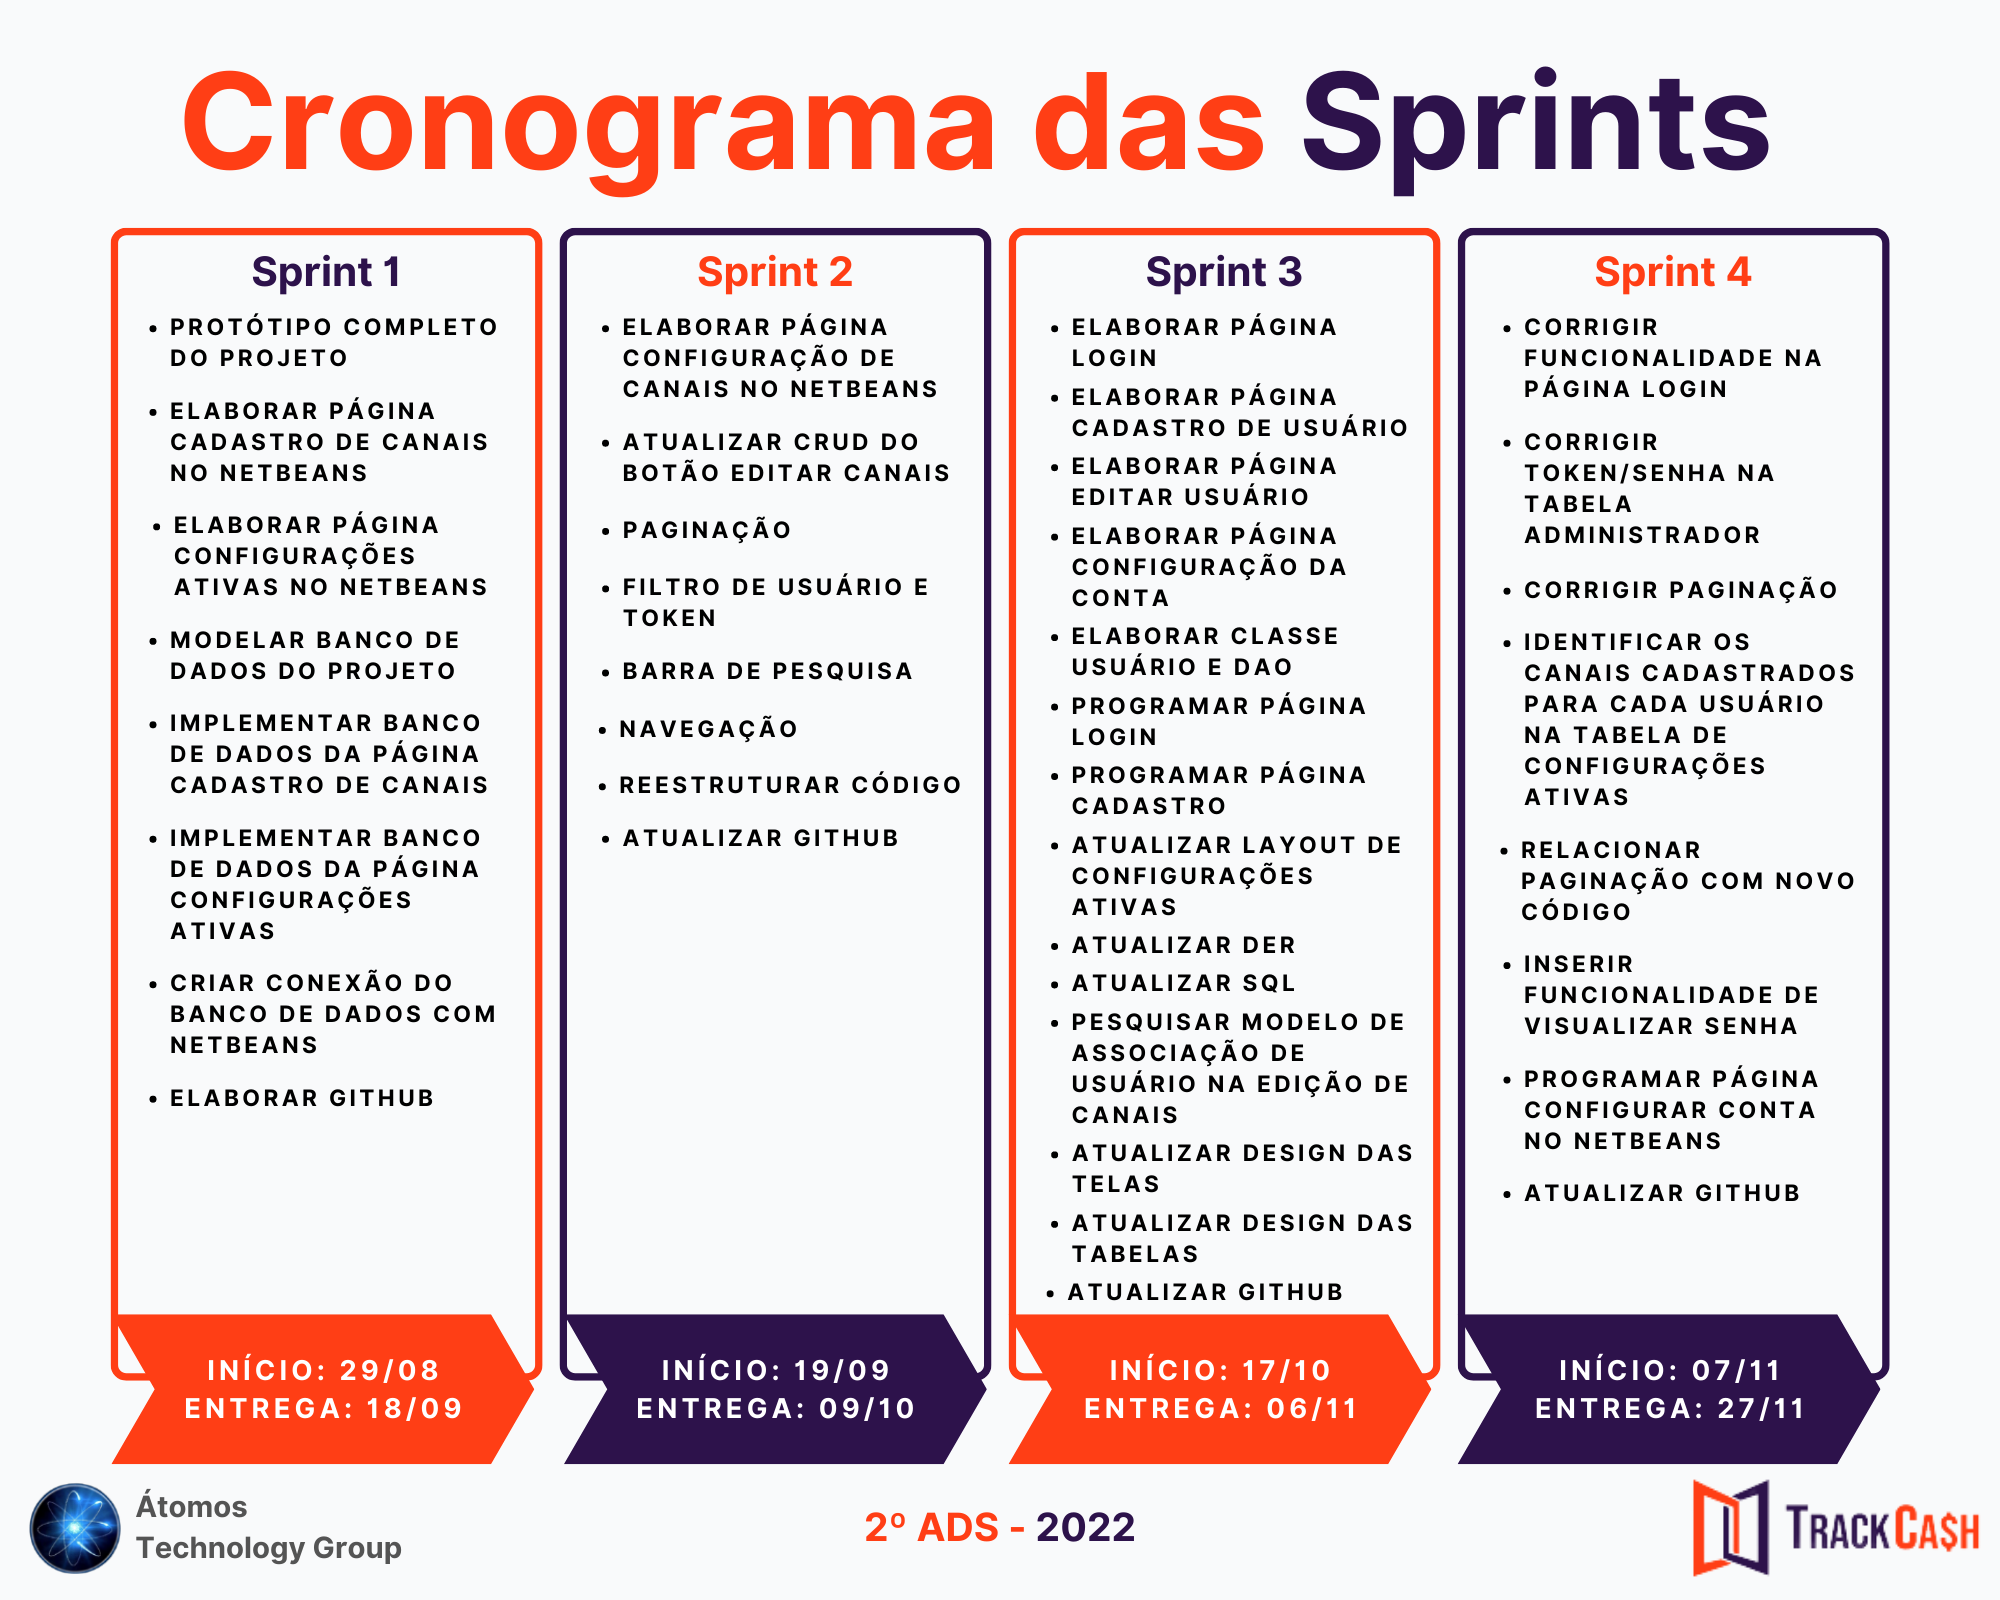 Cronograma das Sprints
Sprint 1
• PROTÓTIPO COMPLETO
DO PROJETO
• ELABORAR PÁGINA
CADASTRO DE CANAIS
NO NETBEANS
• ELABORAR PÁGINA
CONFIGURAÇÕES
ATIVAS NO NETBEANS
• MODELAR BANCO DE
DADOS DO PROJETO
• IMPLEMENTAR BANCO
DE DADOS DA PÁGINA
CADASTRO DE CANAIS
• IMPLEMENTAR BANCO
DE DADOS DA PÁGINA
CONFIGURAÇÕES
ATIVAS
• CRIAR CONEXÃO DO
BANCO DE DADOS COM
NETBEANS
• ELABORAR GITHUB
INÍCIO: 29/08
ENTREGA: 18/09
Sprint 2
• ELABORAR PÁGINA
CONFIGURAÇÃO DE
CANAIS NO NETBEANS
• ATUALIZAR CRUD DO
BOTÃO EDITAR CANAIS
• PAGINAÇÃO
• FILTRO DE USUÁRIO E
TOKEN
• BARRA DE PESQUISA
• NAVEGAÇÃO
• REESTRUTURAR CÓDIGO
• ATUALIZAR GITHUB
INÍCIO: 19/09
ENTREGA: 09/10
Sprint 3
• ELABORAR PÁGINA
LOGIN
• ELABORAR PÁGINA
CADASTRO DE USUÁRIO
• ELABORAR PÁGINA
EDITAR USUÁRIO
• ELABORAR PÁGINA
CONFIGURAÇÃO DA
CONTA
• ELABORAR CLASSE
USUÁRIO E DAO
• PROGRAMAR PÁGINA
LOGIN
• PROGRAMAR PÁGINA
CADASTRO
• ATUALIZAR LAYOUT DE
CONFIGURAÇÕES
ATIVAS
• ATUALIZAR DER
• ATUALIZAR SQL
• PESQUISAR MODELO DE
ASSOCIAÇÃO DE
USUÁRIO NA EDIÇÃO DE
CANAIS
• ATUALIZAR DESIGN DAS
TELAS
• ATUALIZAR DESIGN DAS
TABELAS
• ATUALIZAR GITHUB
INÍCIO: 17/10
ENTREGA: 06/11
Sprint 4
• CORRIGIR
FUNCIONALIDADE NA
PÁGINA LOGIN
• CORRIGIR
TOKEN/SENHA NA
TABELA
ADMINISTRADOR
• CORRIGIR PAGINAÇÃO
• IDENTIFICAR OS
CANAIS CADASTRADOS
PARA CADA USUÁRIO
NA TABELA DE
CONFIGURAÇÕES
ATIVAS
• RELACIONAR
PAGINAÇÃO COM NOVO
CÓDIGO
• INSERIR
FUNCIONALIDADE DE
VISUALIZAR SENHA
• PROGRAMAR PÁGINA
CONFIGURAR CONTA
NO NETBEANS
• ATUALIZAR GITHUB
INÍCIO: 07/11
ENTREGA: 27/11
Átomos
Technology Group
2º ADS - 2022
TRACKCA$H